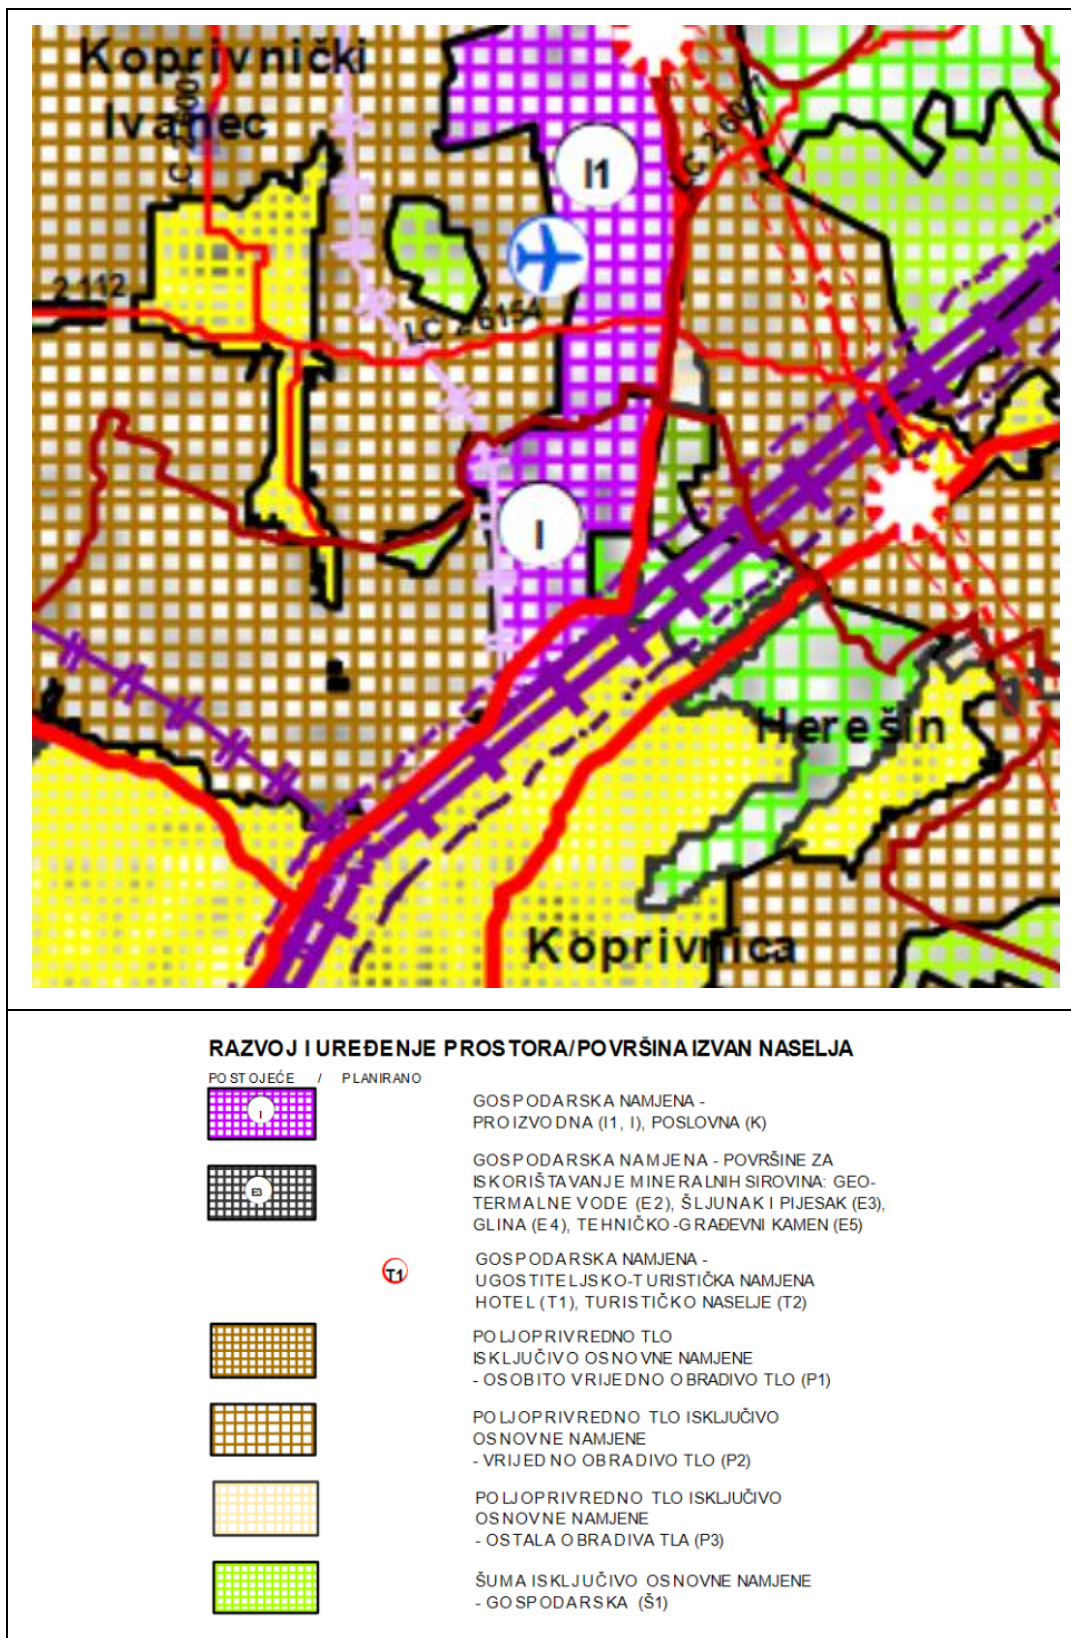 Koprivnički
Ivanec
I1
2 112
LC 2 6154
I
Herešin
Koprivnica
RAZVOJ I UREĐENJE PROSTORA/POVRŠINA IZVAN NASELJA
POSTOJEĆE / PLANIRANO
I
GOSPODARSKA NAMJENA -
PROIZVODNA (I1, I), POSLOVNA (K)
E3
GOSPODARSKA NAMJENA - POVRŠINE ZA
ISKORIŠTAVANJE MINERALNIH SIROVINA: GEO-
TERMALNE VODE (E2), ŠLJUNAK I PIJESAK (E3),
GLINA (E4), TEHNIČKO-GRAĐEVNI KAMEN (E5)
T1
GOSPODARSKA NAMJENA -
UGOSTITELJSKO-TURISTIČKA NAMJENA
HOTEL (T1), TURISTIČKO NASELJE (T2)
POLJOPRIVREDNO TLO
ISKLJUČIVO OSNOVNE NAMJENE
- OSOBITO VRIJEDNO OBRADIVO TLO (P1)
POLJOPRIVREDNO TLO ISKLJUČIVO
OSNOVNE NAMJENE
- VRIJEDNO OBRADIVO TLO (P2)
POLJOPRIVREDNO TLO ISKLJUČIVO
OSNOVNE NAMJENE
- OSTALA OBRADIVA TLA (P3)
ŠUMA ISKLJUČIVO OSNOVNE NAMJENE
- GOSPODARSKA (Š1)